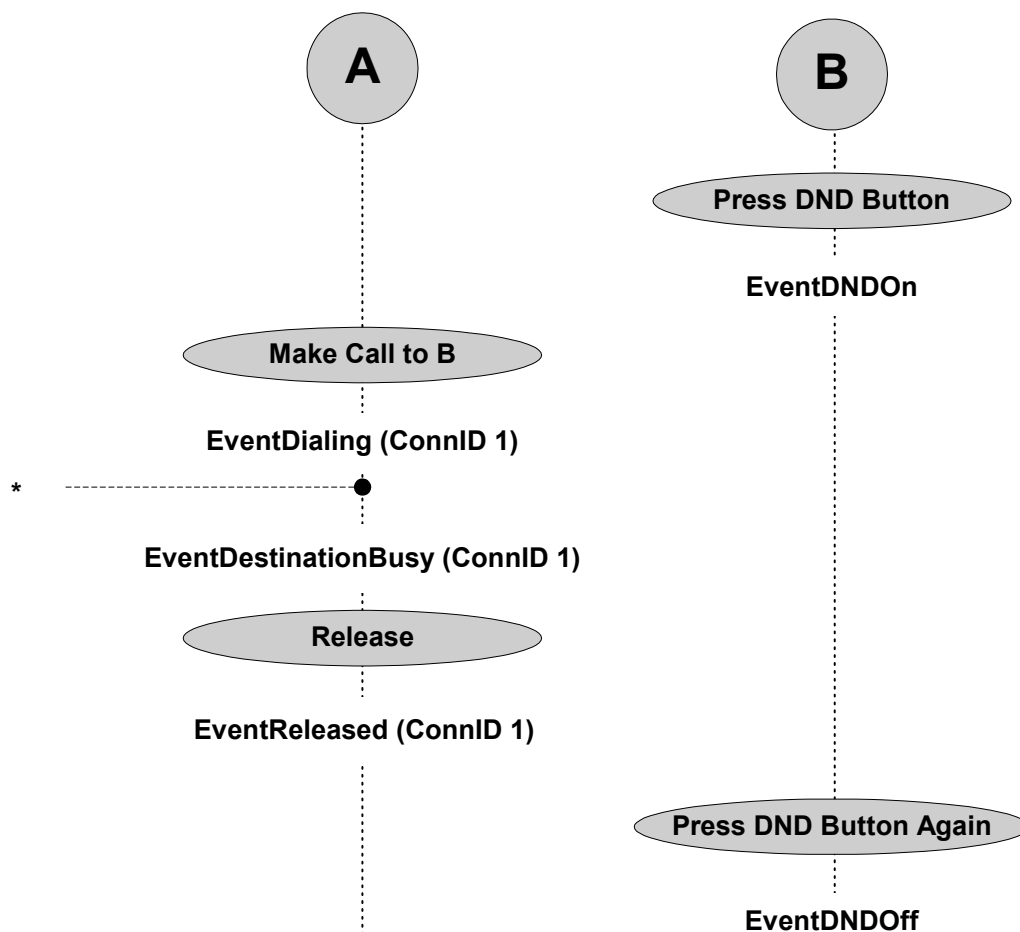 A
B
Press DND Button
EventDNDOn
Make Call to B
EventDialing (ConnID 1)
*
EventDestinationBusy (ConnID 1)
Release
EventReleased (ConnID 1)
Press DND Button Again
EventDNDOff